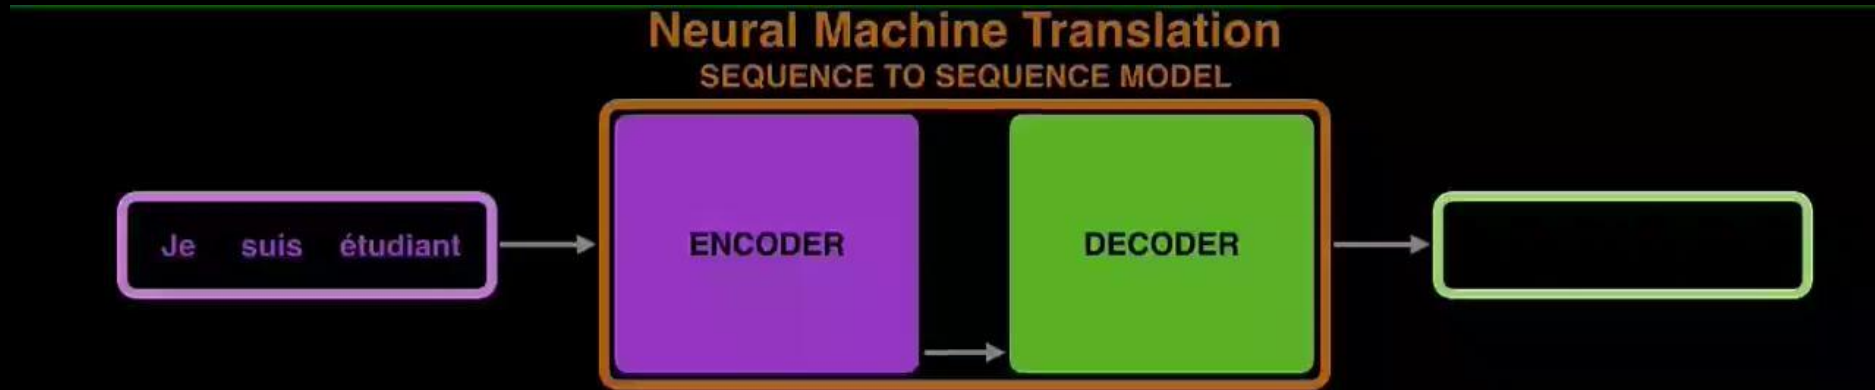 Neural Machine Translation
SEQUENCE TO SEQUENCE MODEL
Je suis étudiant
ENCODER
DECODER